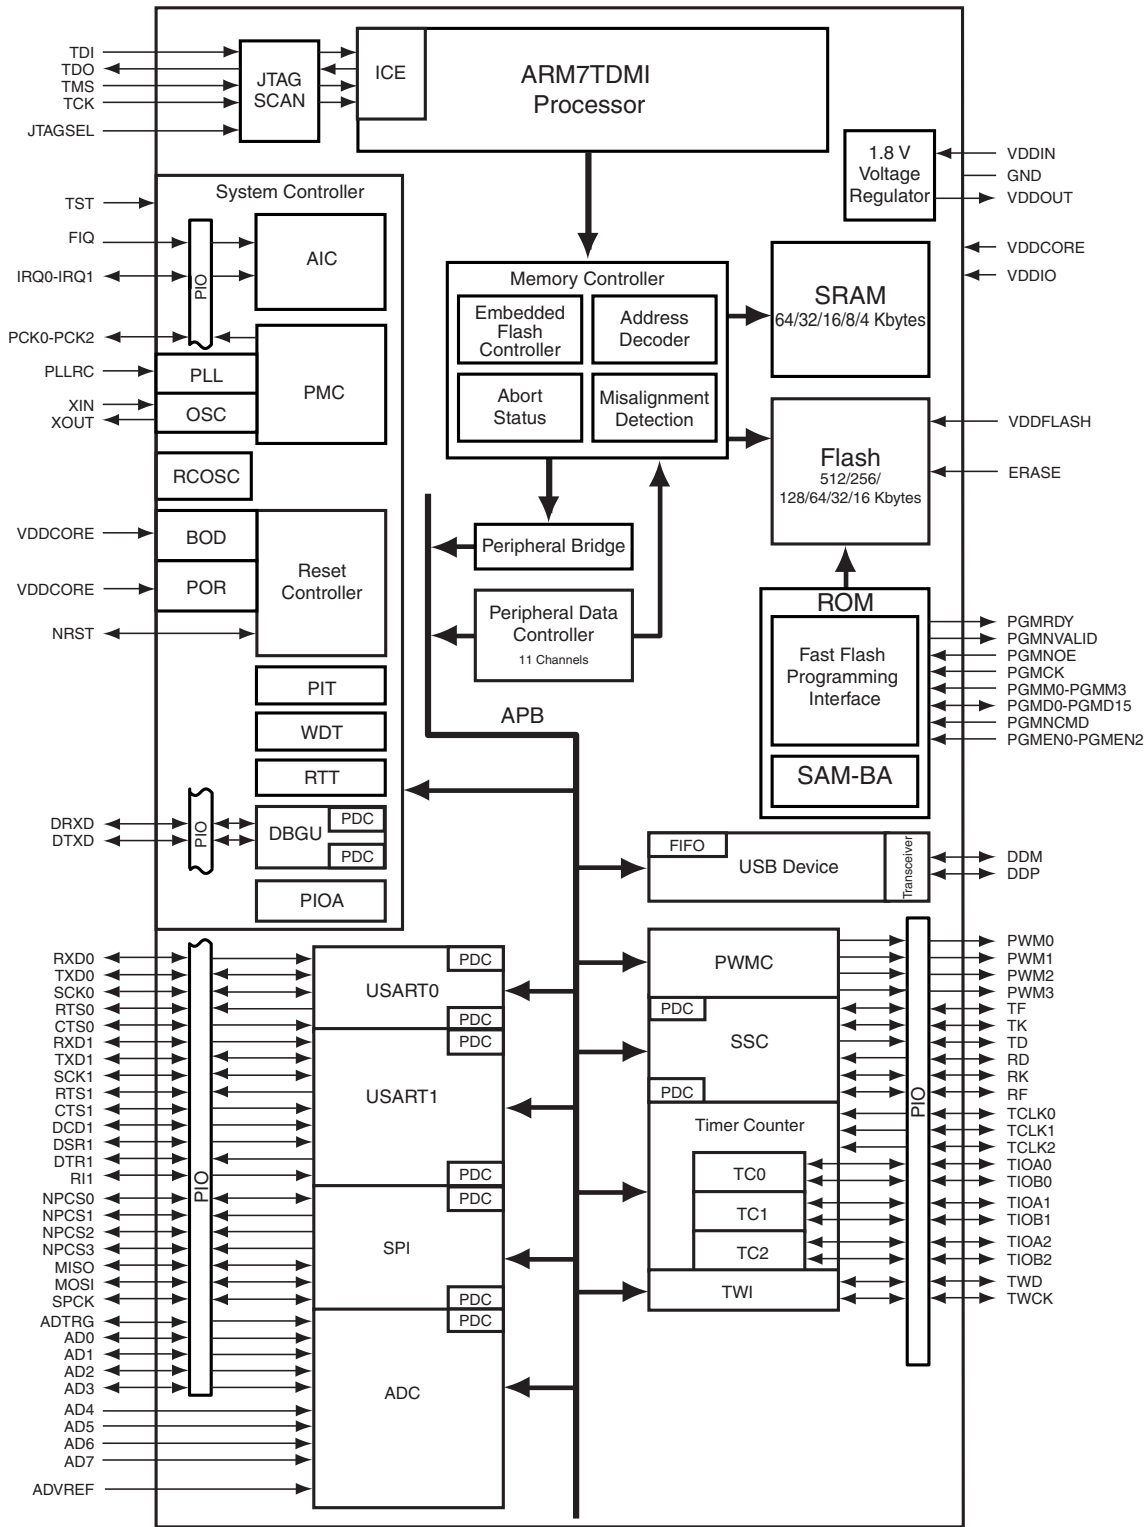 TDI
TDO
TMS
TCK
JTAGSEL
JTAG
SCAN
ICE
ARM7TDMI
Processor
1.8 V
Voltage
Regulator
VDDIN
GND
VDDOUT
VDDCORE
VDDIO
System Controller
TST
FIQ
IRQ0-IRQ1
PCK0-PCK2
PLLRC
XIN
XOUT
PIO
AIC
PMC
PLL
OSC
RCOSC
VDDCORE
VDDCORE
NRST
BOD
POR
Reset
Controller
PIT
WDT
RTT
DRXD
DTXD
PIO
DBGU
PDC
PDC
PIOA
Memory Controller
Embedded
Flash
Controller
Address
Decoder
Abort
Status
Misalignment
Detection
Peripheral Bridge
Peripheral Data
Controller
11 Channels
APB
SRAM
64/32/16/8/4 Kbytes
Flash
512/256/
128/64/32/16 Kbytes
VDDFLASH
ERASE
ROM
Fast Flash
Programming
Interface
SAM-BA
PGMRDY
PGMNVALID
PGMNOE
PGMCK
PGMM0-PGMM3
PGMD0-PGMD15
PGMNCMD
PGMEN0-PGMEN2
FIFO
USB Device
Transceiver
DDM
DDP
RXD0
TXD0
SCK0
RTS0
CTS0
RXD1
TXD1
SCK1
RTS1
CTS1
DCD1
DSR1
DTR1
RI1
NPCS0
NPCS1
NPCS2
NPCS3
MISO
MOSI
SPCK
ADTRG
AD0
AD1
AD2
AD3
AD4
AD5
AD6
AD7
ADVREF
PIO
PDC
USART0
PDC
PDC
USART1
PDC
PDC
SPI
PDC
PDC
ADC
PWMC
PDC
SSC
PDC
Timer Counter
TC0
TC1
TC2
TWI
PIO
PWM0
PWM1
PWM2
PWM3
TF
TK
TD
RD
RK
RF
TCLK0
TCLK1
TCLK2
TIOA0
TIOB0
TIOA1
TIOB1
TIOA2
TIOB2
TWD
TWCK